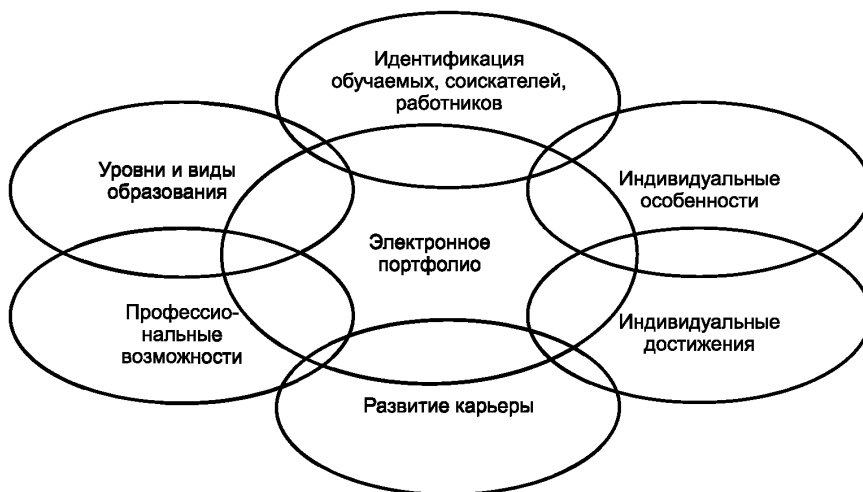 Идентификация
обучаемых, соискателей,
работников
Уровни и виды
образования
Индивидуальные
особенности
Электронное
портфолио
Профессио-
нальные
возможности
Индивидуальные
достижения
Развитие карьеры